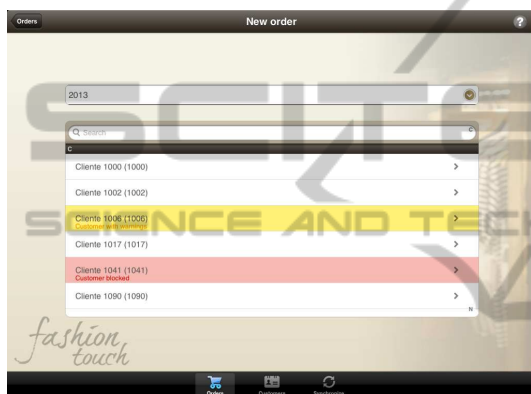 Orders
New order
?
2013
Search
C
C
Cliente 1000 (1000)
Cliente 1002 (1002)
Cliente 1006 (1006)
Customer with warnings
Cliente 1017 (1017)
Cliente 1041 (1041)
Customer blocked
Cliente 1090 (1090)
N
fashion
touch
Orders
Customers
Synchronize
SCIENCE AND TEC